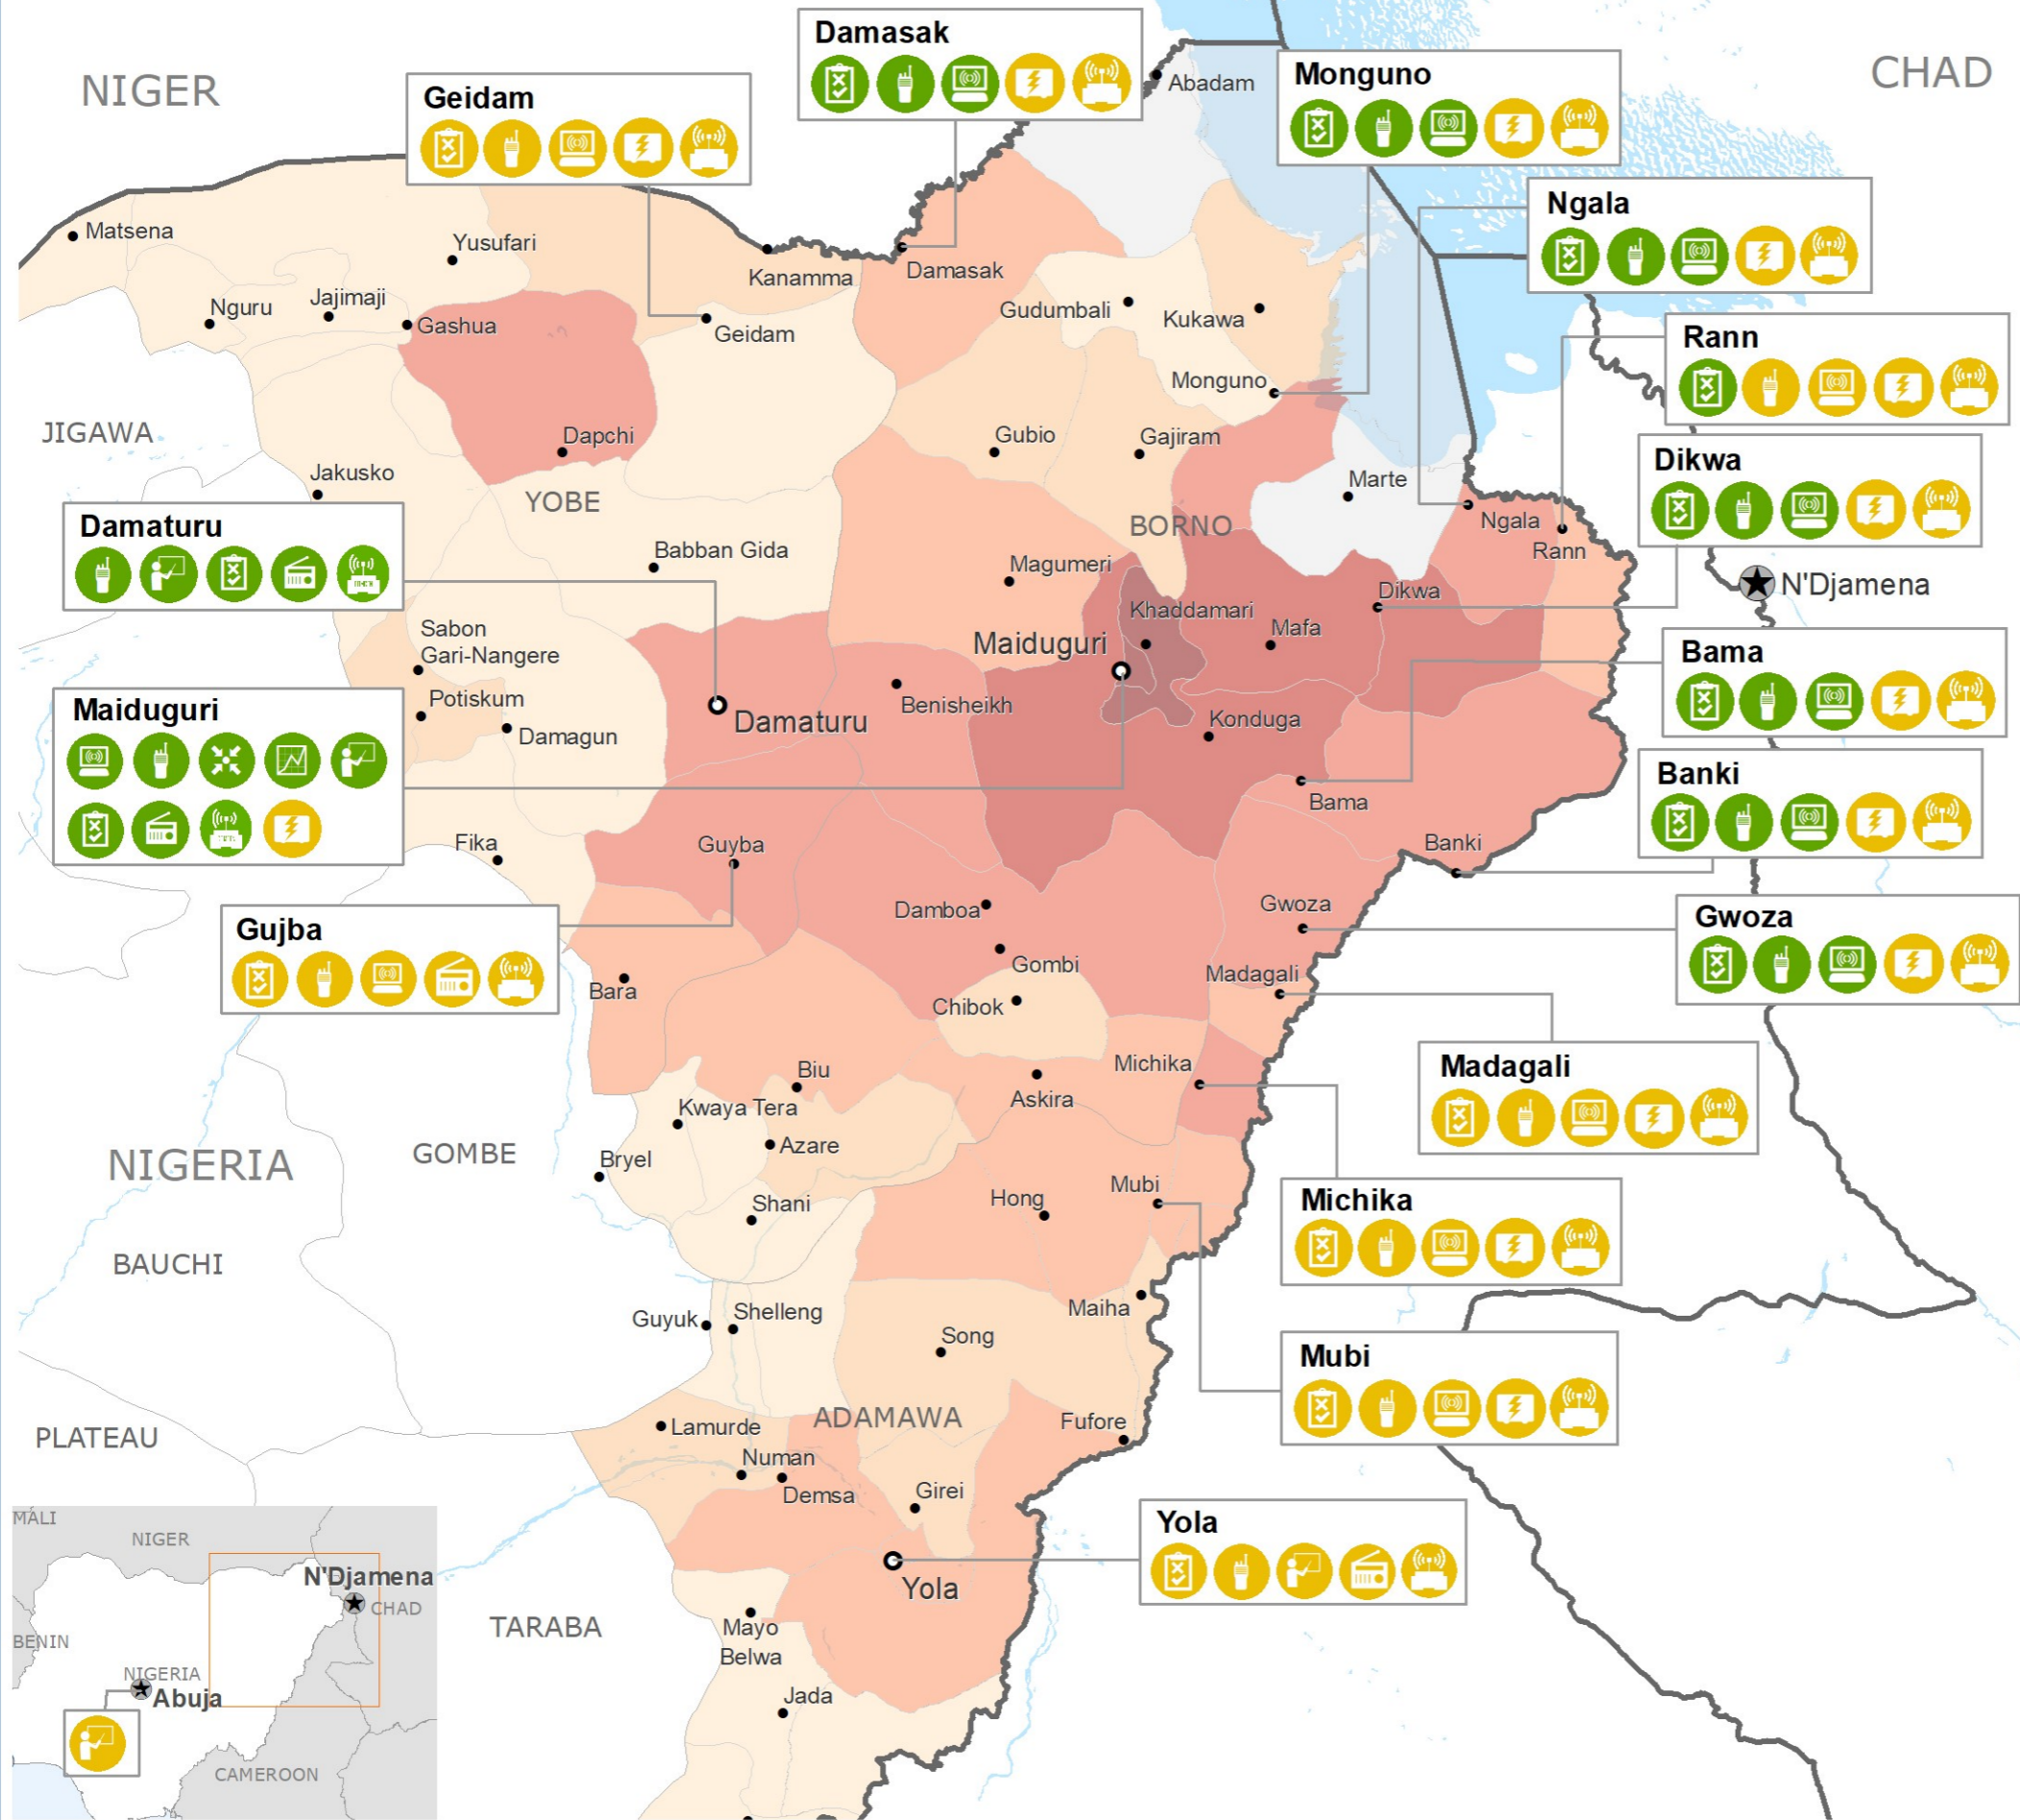 NIGER
CHAD
Damasak
Monguno
Geidam
Abadam
Ngala
Matsena
Yusufari
Kanamma
Damasak
Gudumbali
Kukawa
Nguru
Jajimaji
Gashua
Geidam
Rann
Monguno
JIGAWA
Dapchi
Gubio
Gajiram
Dikwa
Jakusko
YOBE
Marte
Damaturu
BORNO
Ngala
Rann
Babban Gida
Magumeri
Dikwa
N'Djamena
Khaddamari
Sabon
Gari-Nangere
Maiduguri
Mafa
Bama
Potiskum
Maiduguri
Damagun
Damaturu
Benisheikh
Konduga
Banki
Bama
Fika
Guyba
Banki
Gujba
Damboa
Gwoza
Gwoza
Gombi
Madagali
Bara
Chibok
Michika
Madagali
Biu
Askira
Kwaya Tera
Azare
NIGERIA
GOMBE
Bryel
Shani
Hong
Mubi
Michika
BAUCHI
Guyuk
Shelleng
Maiha
Song
Mubi
PLATEAU
Lamurde
ADAMAWA
Fufore
Numan
Demsa
Girei
Yola
MALI
NIGER
N'Djamena
CHAD
Yola
TARABA
Mayo
Belwa
BENIN
NIGERIA
Abuja
Jada
CAMEROON